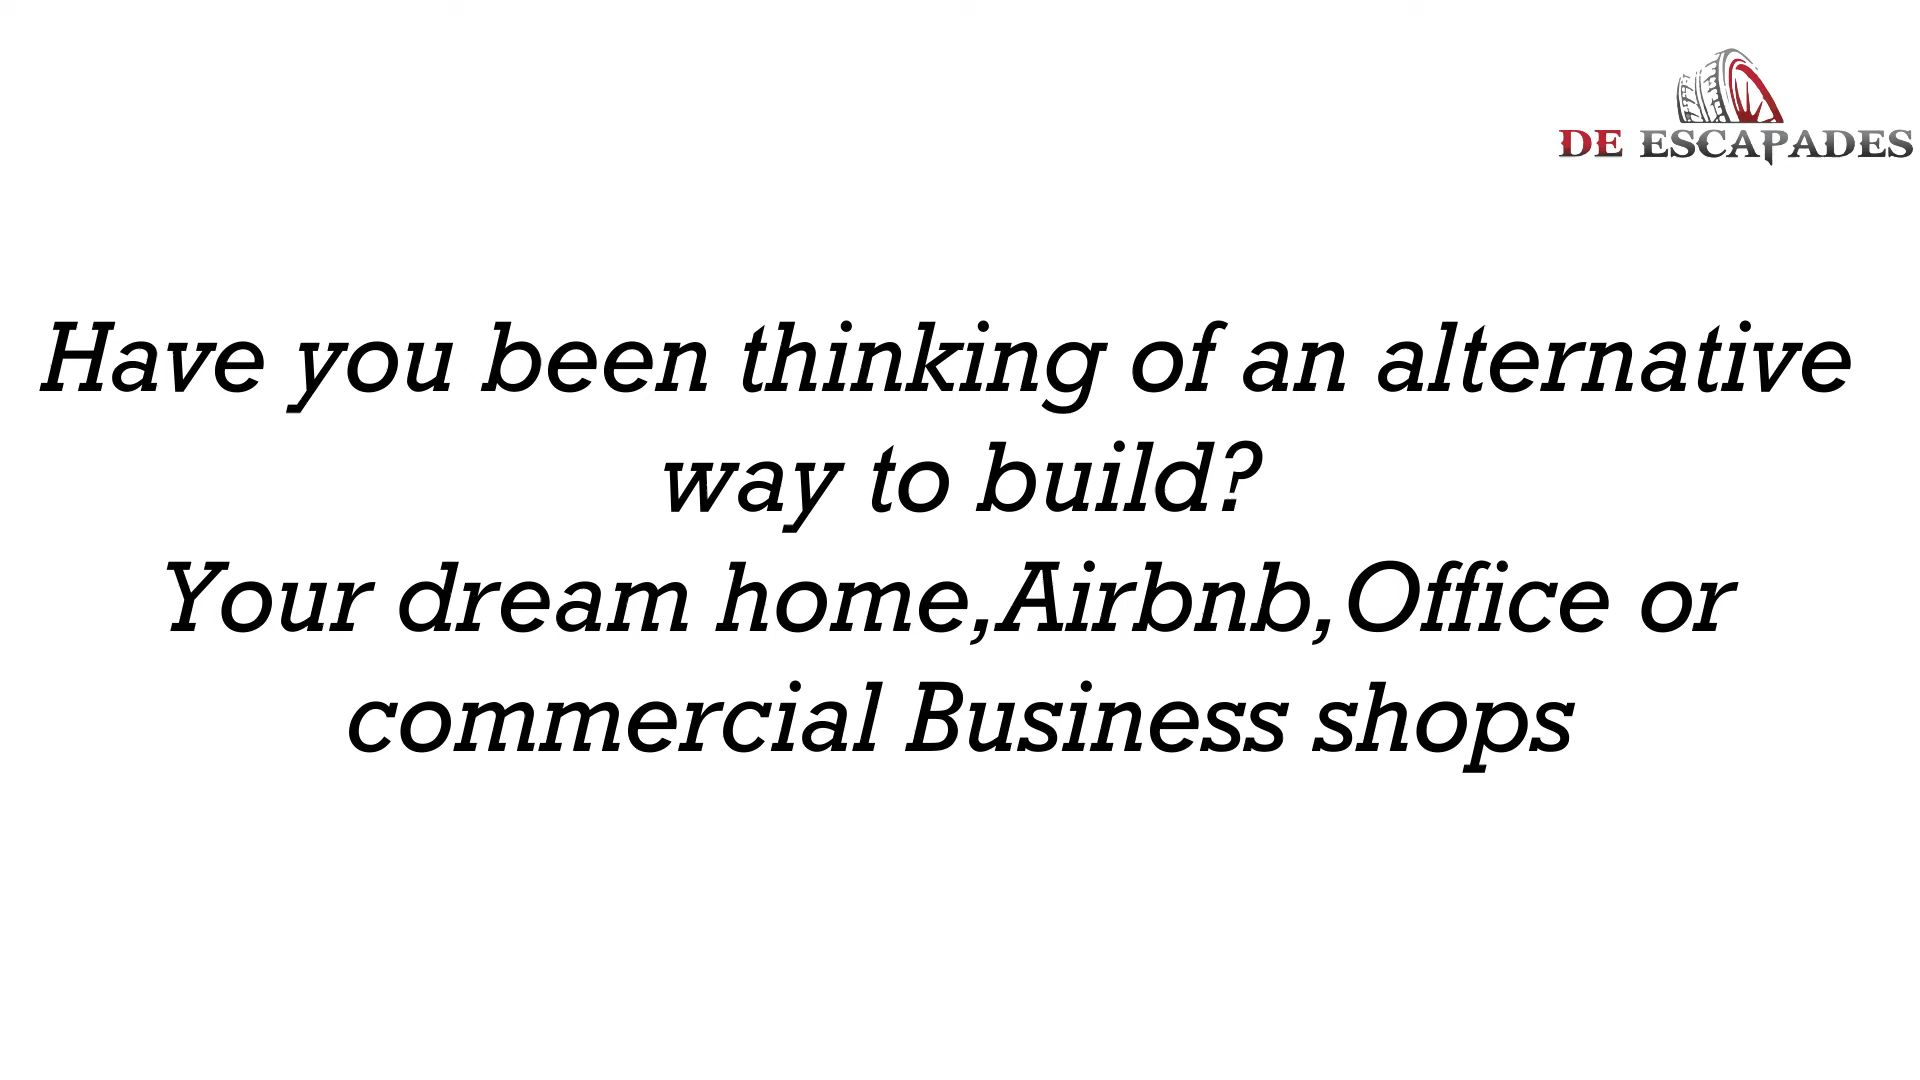 DE ESCAPADES
Have you been thinking of an alternative
way to build?
Your dream home,Airbnb,Office or
commercial Business shops